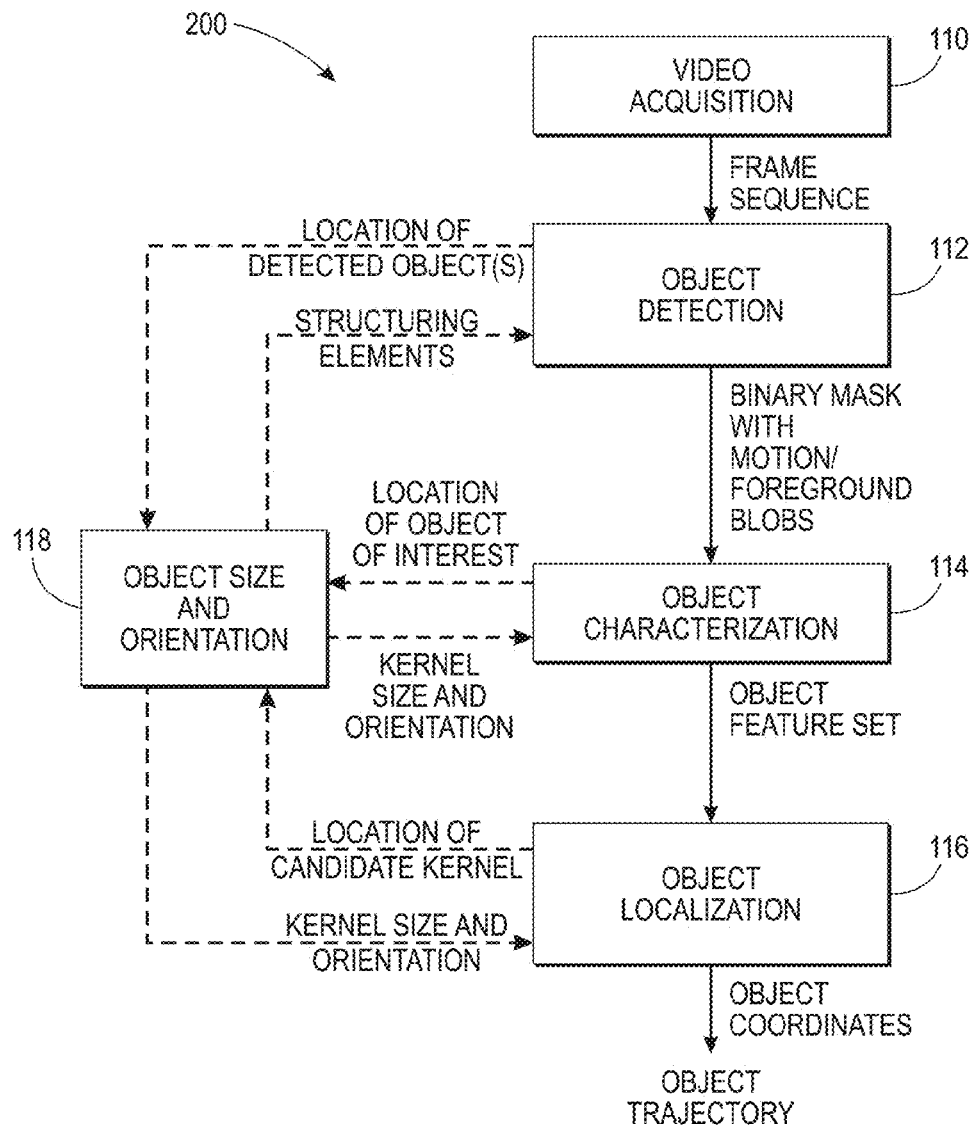 200
110
VIDEO
ACQUISITION
FRAME
SEQUENCE
LOCATION OF
DETECTED OBJECT(S)
112
OBJECT
DETECTION
STRUCTURING
ELEMENTS
BINARY MASK
WITH
MOTION/
FOREGROUND
BLOBS
LOCATION
OF OBJECT
OF INTEREST
118
OBJECT SIZE
AND
ORIENTATION
114
OBJECT
CHARACTERIZATION
KERNEL
SIZE AND
ORIENTATION
OBJECT
FEATURE SET
LOCATION OF
CANDIDATE KERNEL
116
OBJECT
LOCALIZATION
KERNEL SIZE AND
ORIENTATION
OBJECT
COORDINATES
OBJECT
TRAJECTORY